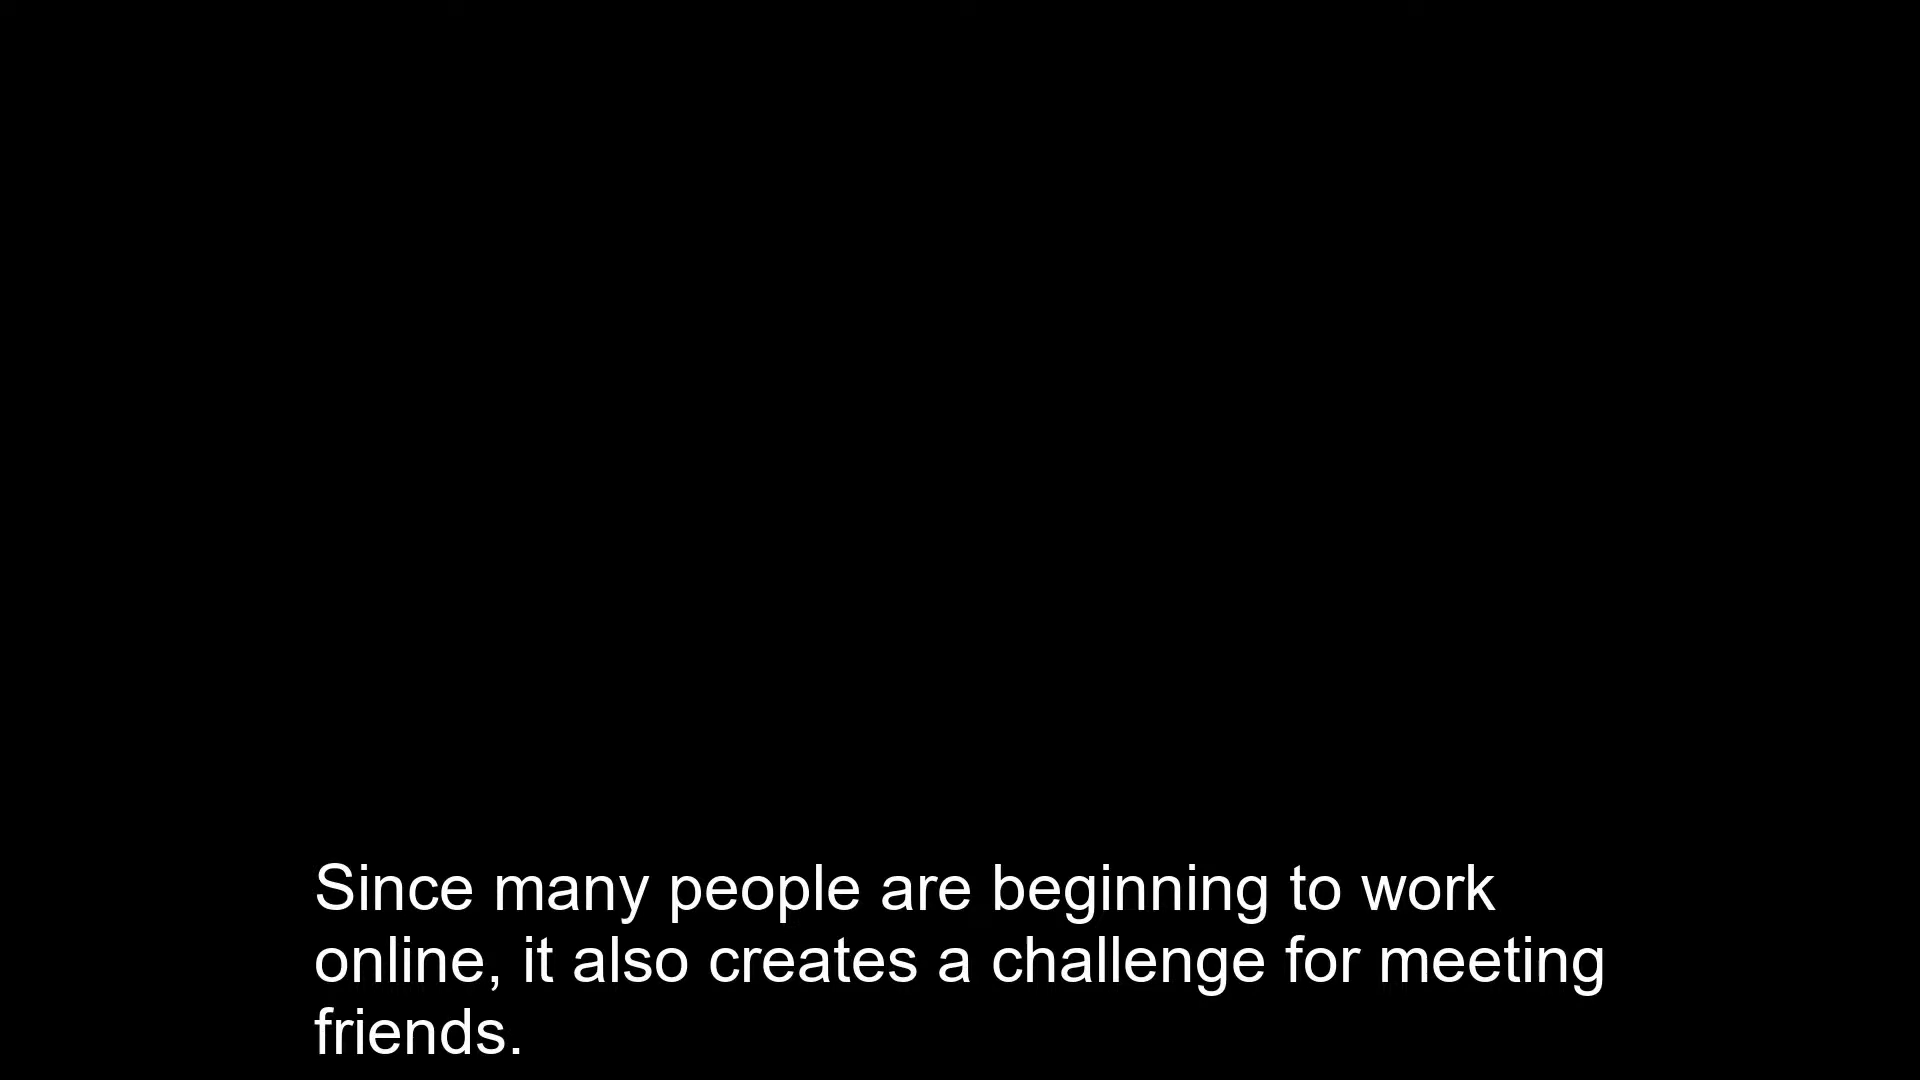 Since many people are beginning to work
online, it also creates a challenge for meeting
friends.